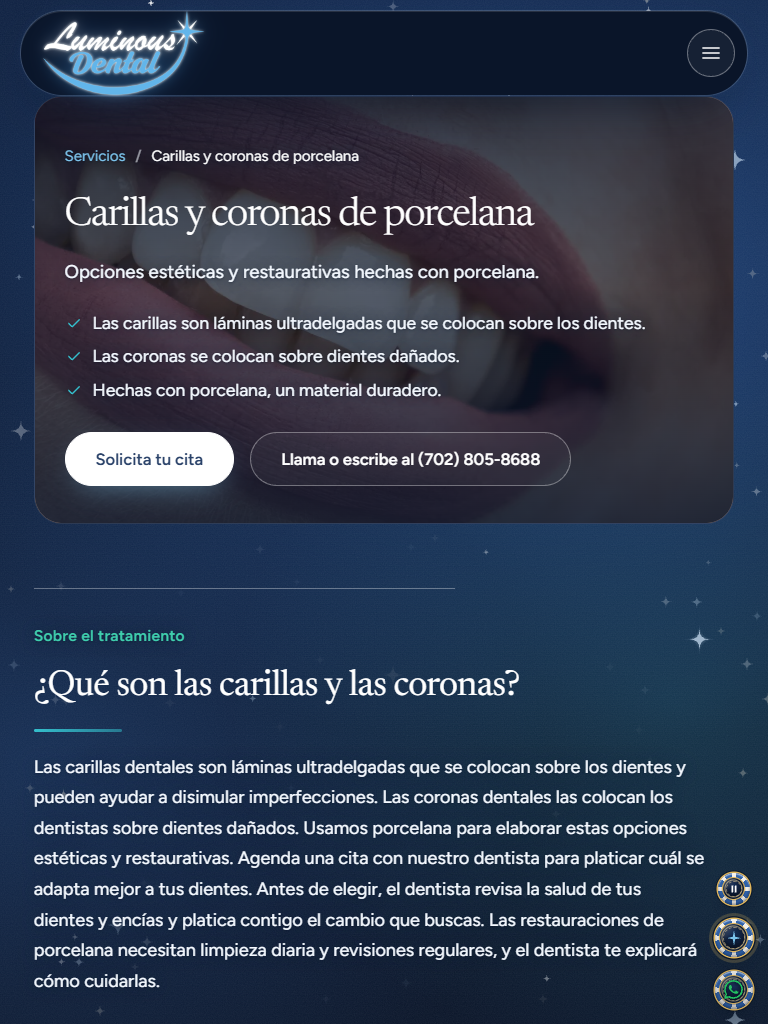 Luminous
Dental
Servicios / Carillas y coronas de porcelana
Carillas y coronas de porcelana
Opciones estéticas y restaurativas hechas con porcelana.
Las carillas son láminas ultradelgadas que se colocan sobre los dientes.
Las coronas se colocan sobre dientes dañados.
Hechas con porcelana, un material duradero.
Solicita tu cita
Llama o escribe al (702) 805-8688
Sobre el tratamiento
¿Qué son las carillas y las coronas?
Las carillas dentales son láminas ultradelgadas que se colocan sobre los dientes y
pueden ayudar a disimular imperfecciones. Las coronas dentales las colocan los
dentistas sobre dientes dañados. Usamos porcelana para elaborar estas opciones
estéticas y restaurativas. Agenda una cita con nuestro dentista para platicar cuál se
adapta mejor a tus dientes. Antes de elegir, el dentista revisa la salud de tus
dientes y encías y platica contigo el cambio que buscas. Las restauraciones de
porcelana necesitan limpieza diaria y revisiones regulares, y el dentista te explicará
cómo cuidarlas.